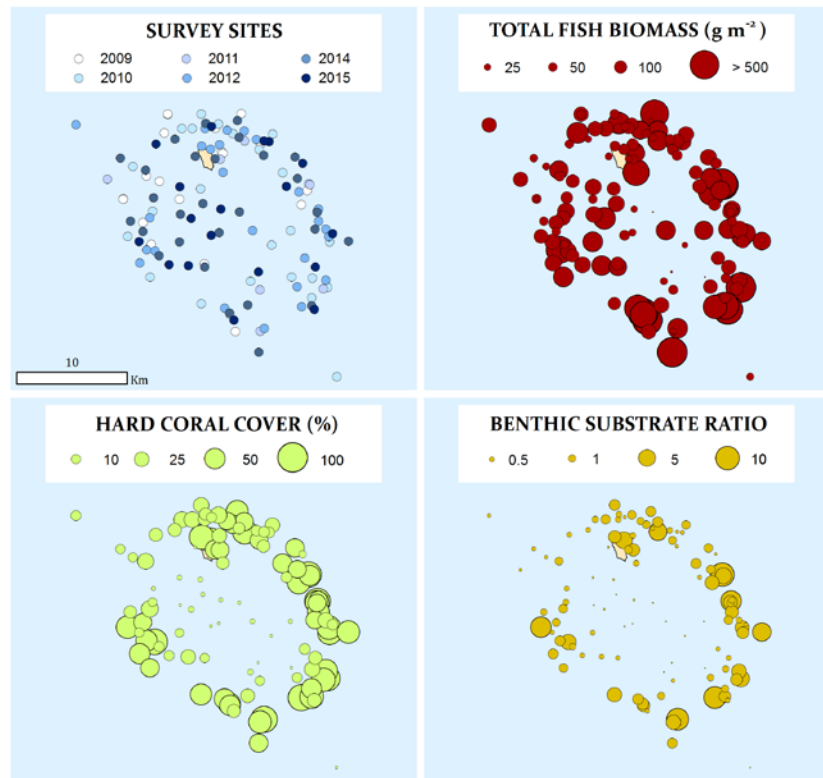 SURVEY SITES
2009 2011 2014
2010 2012 2015
10
Km
TOTAL FISH BIOMASS (g m⁻²)
25 50 100 > 500
HARD CORAL COVER (%)
10 25 50 100
BENTHIC SUBSTRATE RATIO
0.5 1 5 10